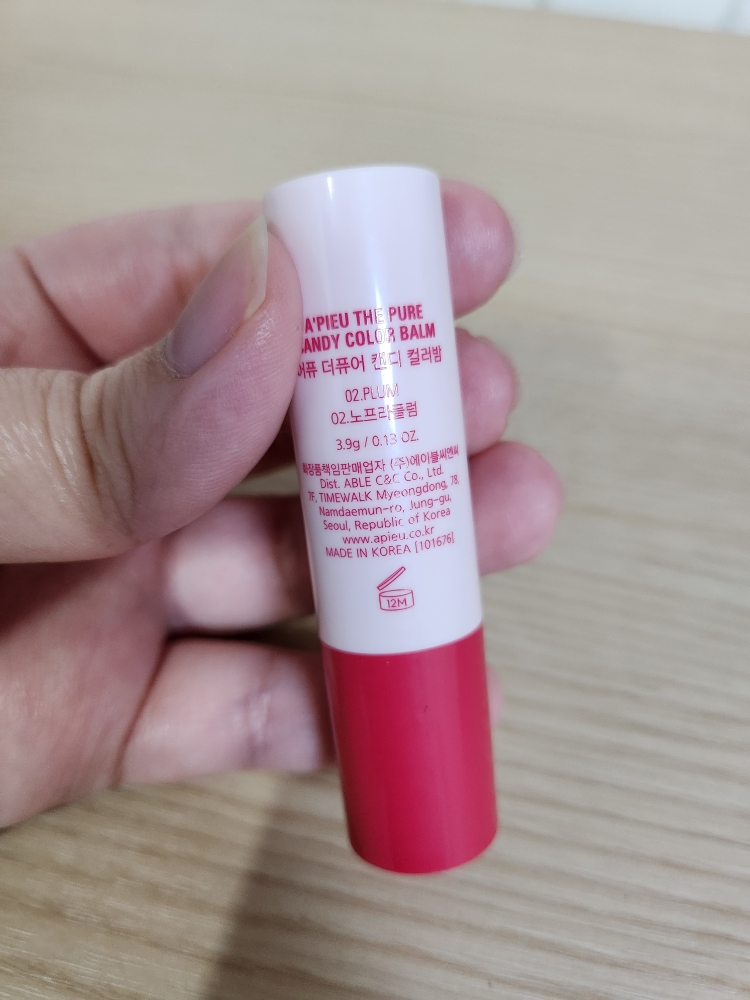 A'PIEU THE PURE
CANDY COLOR BALM
어퓨 더퓨어 캔디 컬러밤
02.PLUM
02.노프라플럼
3.9g / 0.13 OZ.
화장품책임판매업자 (주)에이블씨엔씨
Dist. ABLE C&C Co., Ltd.
7F, TIMEWALK Myeongdong, 78,
Namdaemun-ro, Jung-gu,
Seoul, Republic of Korea
www.apieu.co.kr
MADE IN KOREA [101676]
12M